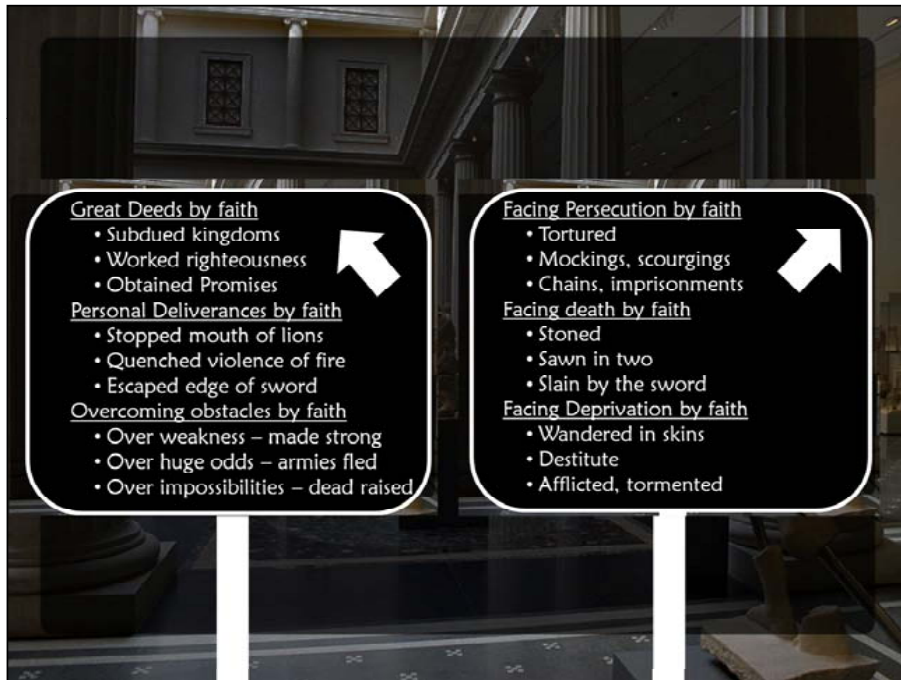 Great Deeds by faith
• Subdued kingdoms
• Worked righteousness
• Obtained Promises
Personal Deliverances by faith
• Stopped mouth of lions
• Quenched violence of fire
• Escaped edge of sword
Overcoming obstacles by faith
• Over weakness – made strong
• Over huge odds – armies fled
• Over impossibilities – dead raised
Facing Persecution by faith
• Tortured
• Mockings, scourgings
• Chains, imprisonments
Facing death by faith
• Stoned
• Sawn in two
• Slain by the sword
Facing Deprivation by faith
• Wandered in skins
• Destitute
• Afflicted, tormented